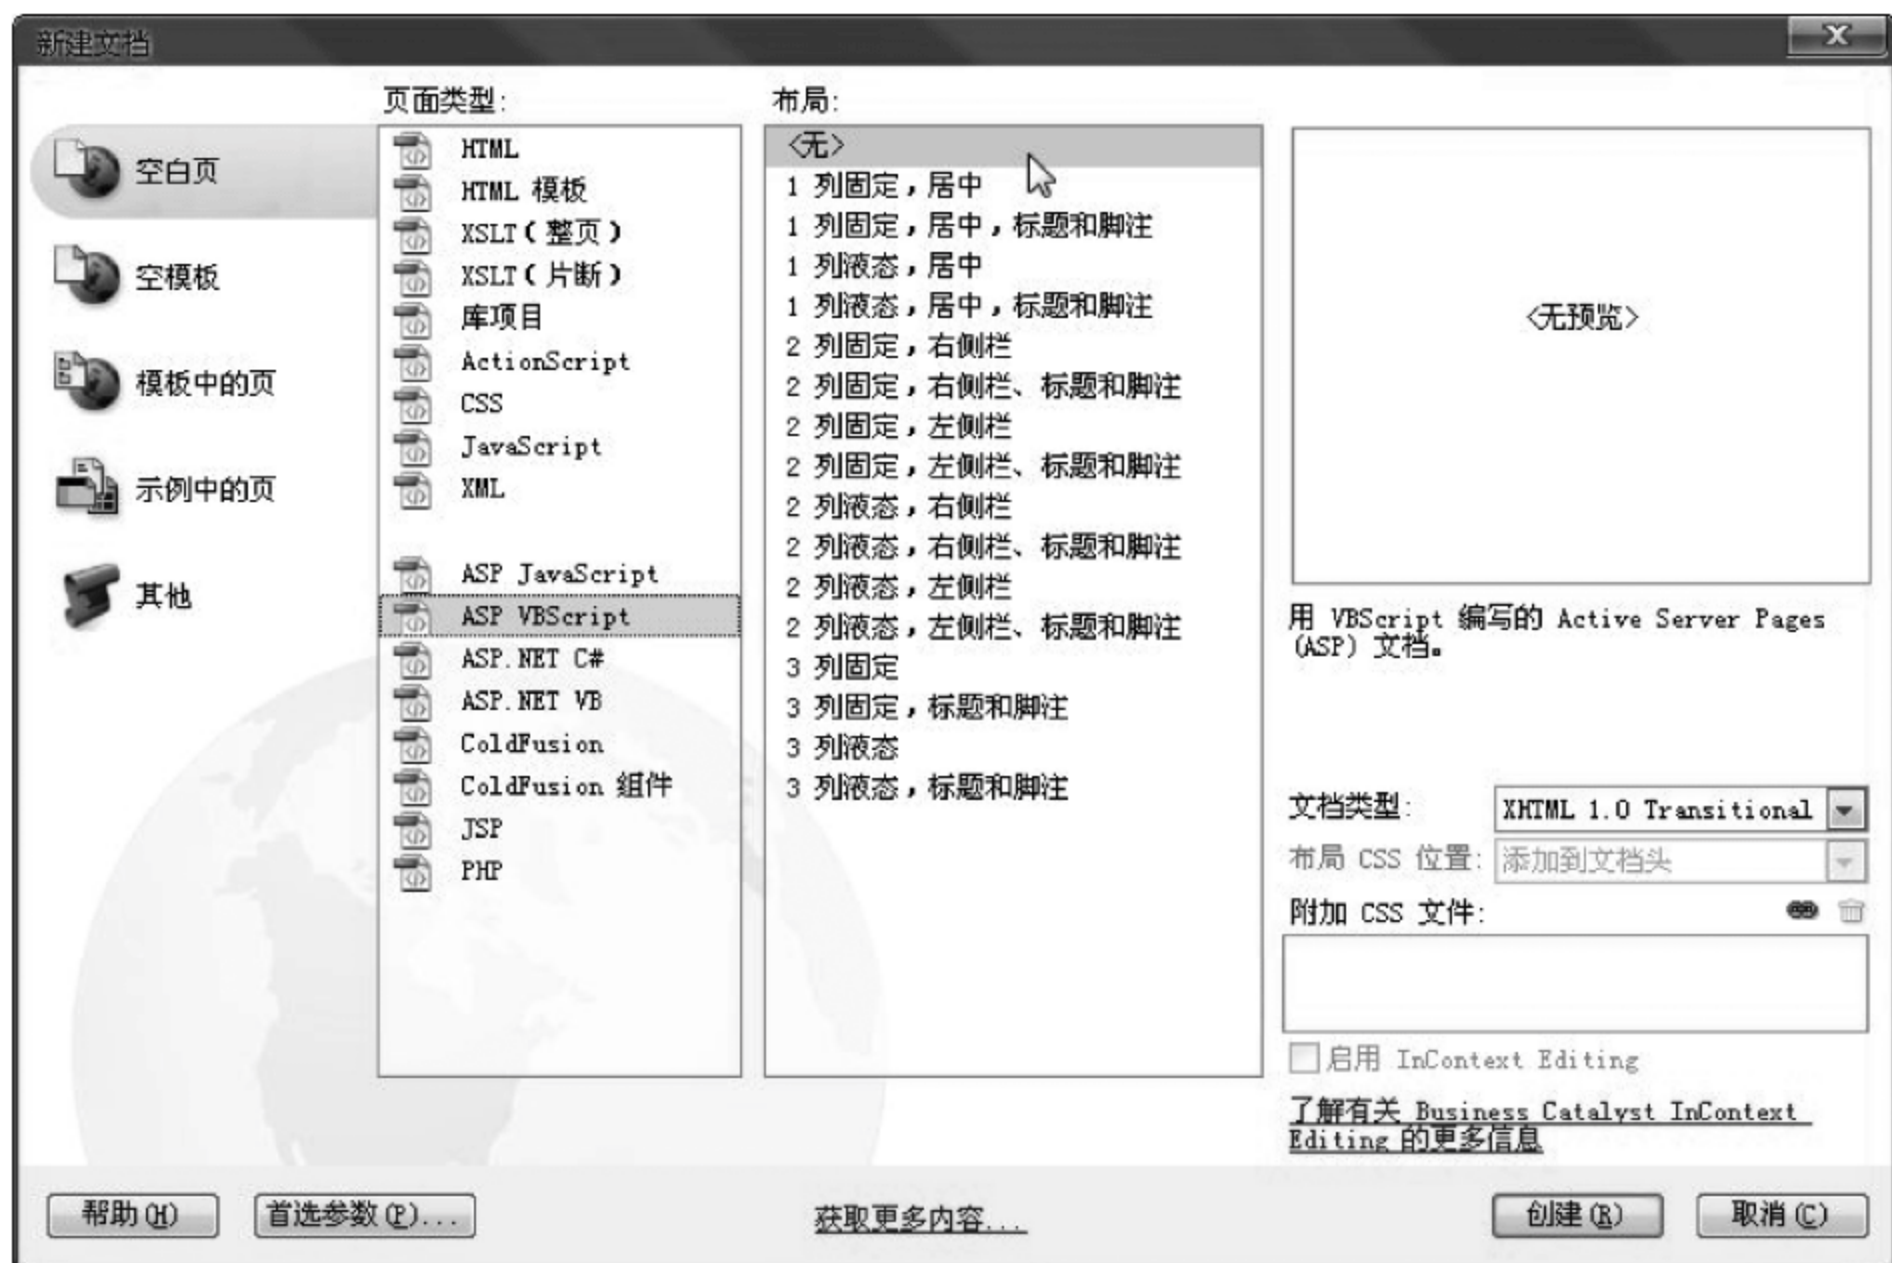 新建文档
空白页
空模板
模板中的页
示例中的页
其他
页面类型:
HTML
HTML 模板
XSLT(整页)
XSLT(片断)
库项目
ActionScript
CSS
JavaScript
XML
ASP JavaScript
ASP VBScript
ASP.NET C#
ASP.NET VB
ColdFusion
ColdFusion 组件
JSP
PHP
布局:
<无>
1 列固定，居中
1 列固定，居中，标题和脚注
1 列液态，居中
1 列液态，居中，标题和脚注
2 列固定，右侧栏
2 列固定，右侧栏、标题和脚注
2 列固定，左侧栏
2 列固定，左侧栏、标题和脚注
2 列液态，右侧栏
2 列液态，右侧栏、标题和脚注
2 列液态，左侧栏
2 列液态，左侧栏、标题和脚注
3 列固定
3 列固定，标题和脚注
3 列液态
3 列液态，标题和脚注
<无预览>
用 VBScript 编写的 Active Server Pages
(ASP) 文档。
文档类型: XHTML 1.0 Transitional
布局 CSS 位置: 添加到文档头
附加 CSS 文件:
启用 InContext Editing
了解有关 Business Catalyst InContext
Editing 的更多信息
帮助(H) 首选参数(P)... 获取更多内容... 创建(R) 取消(C)